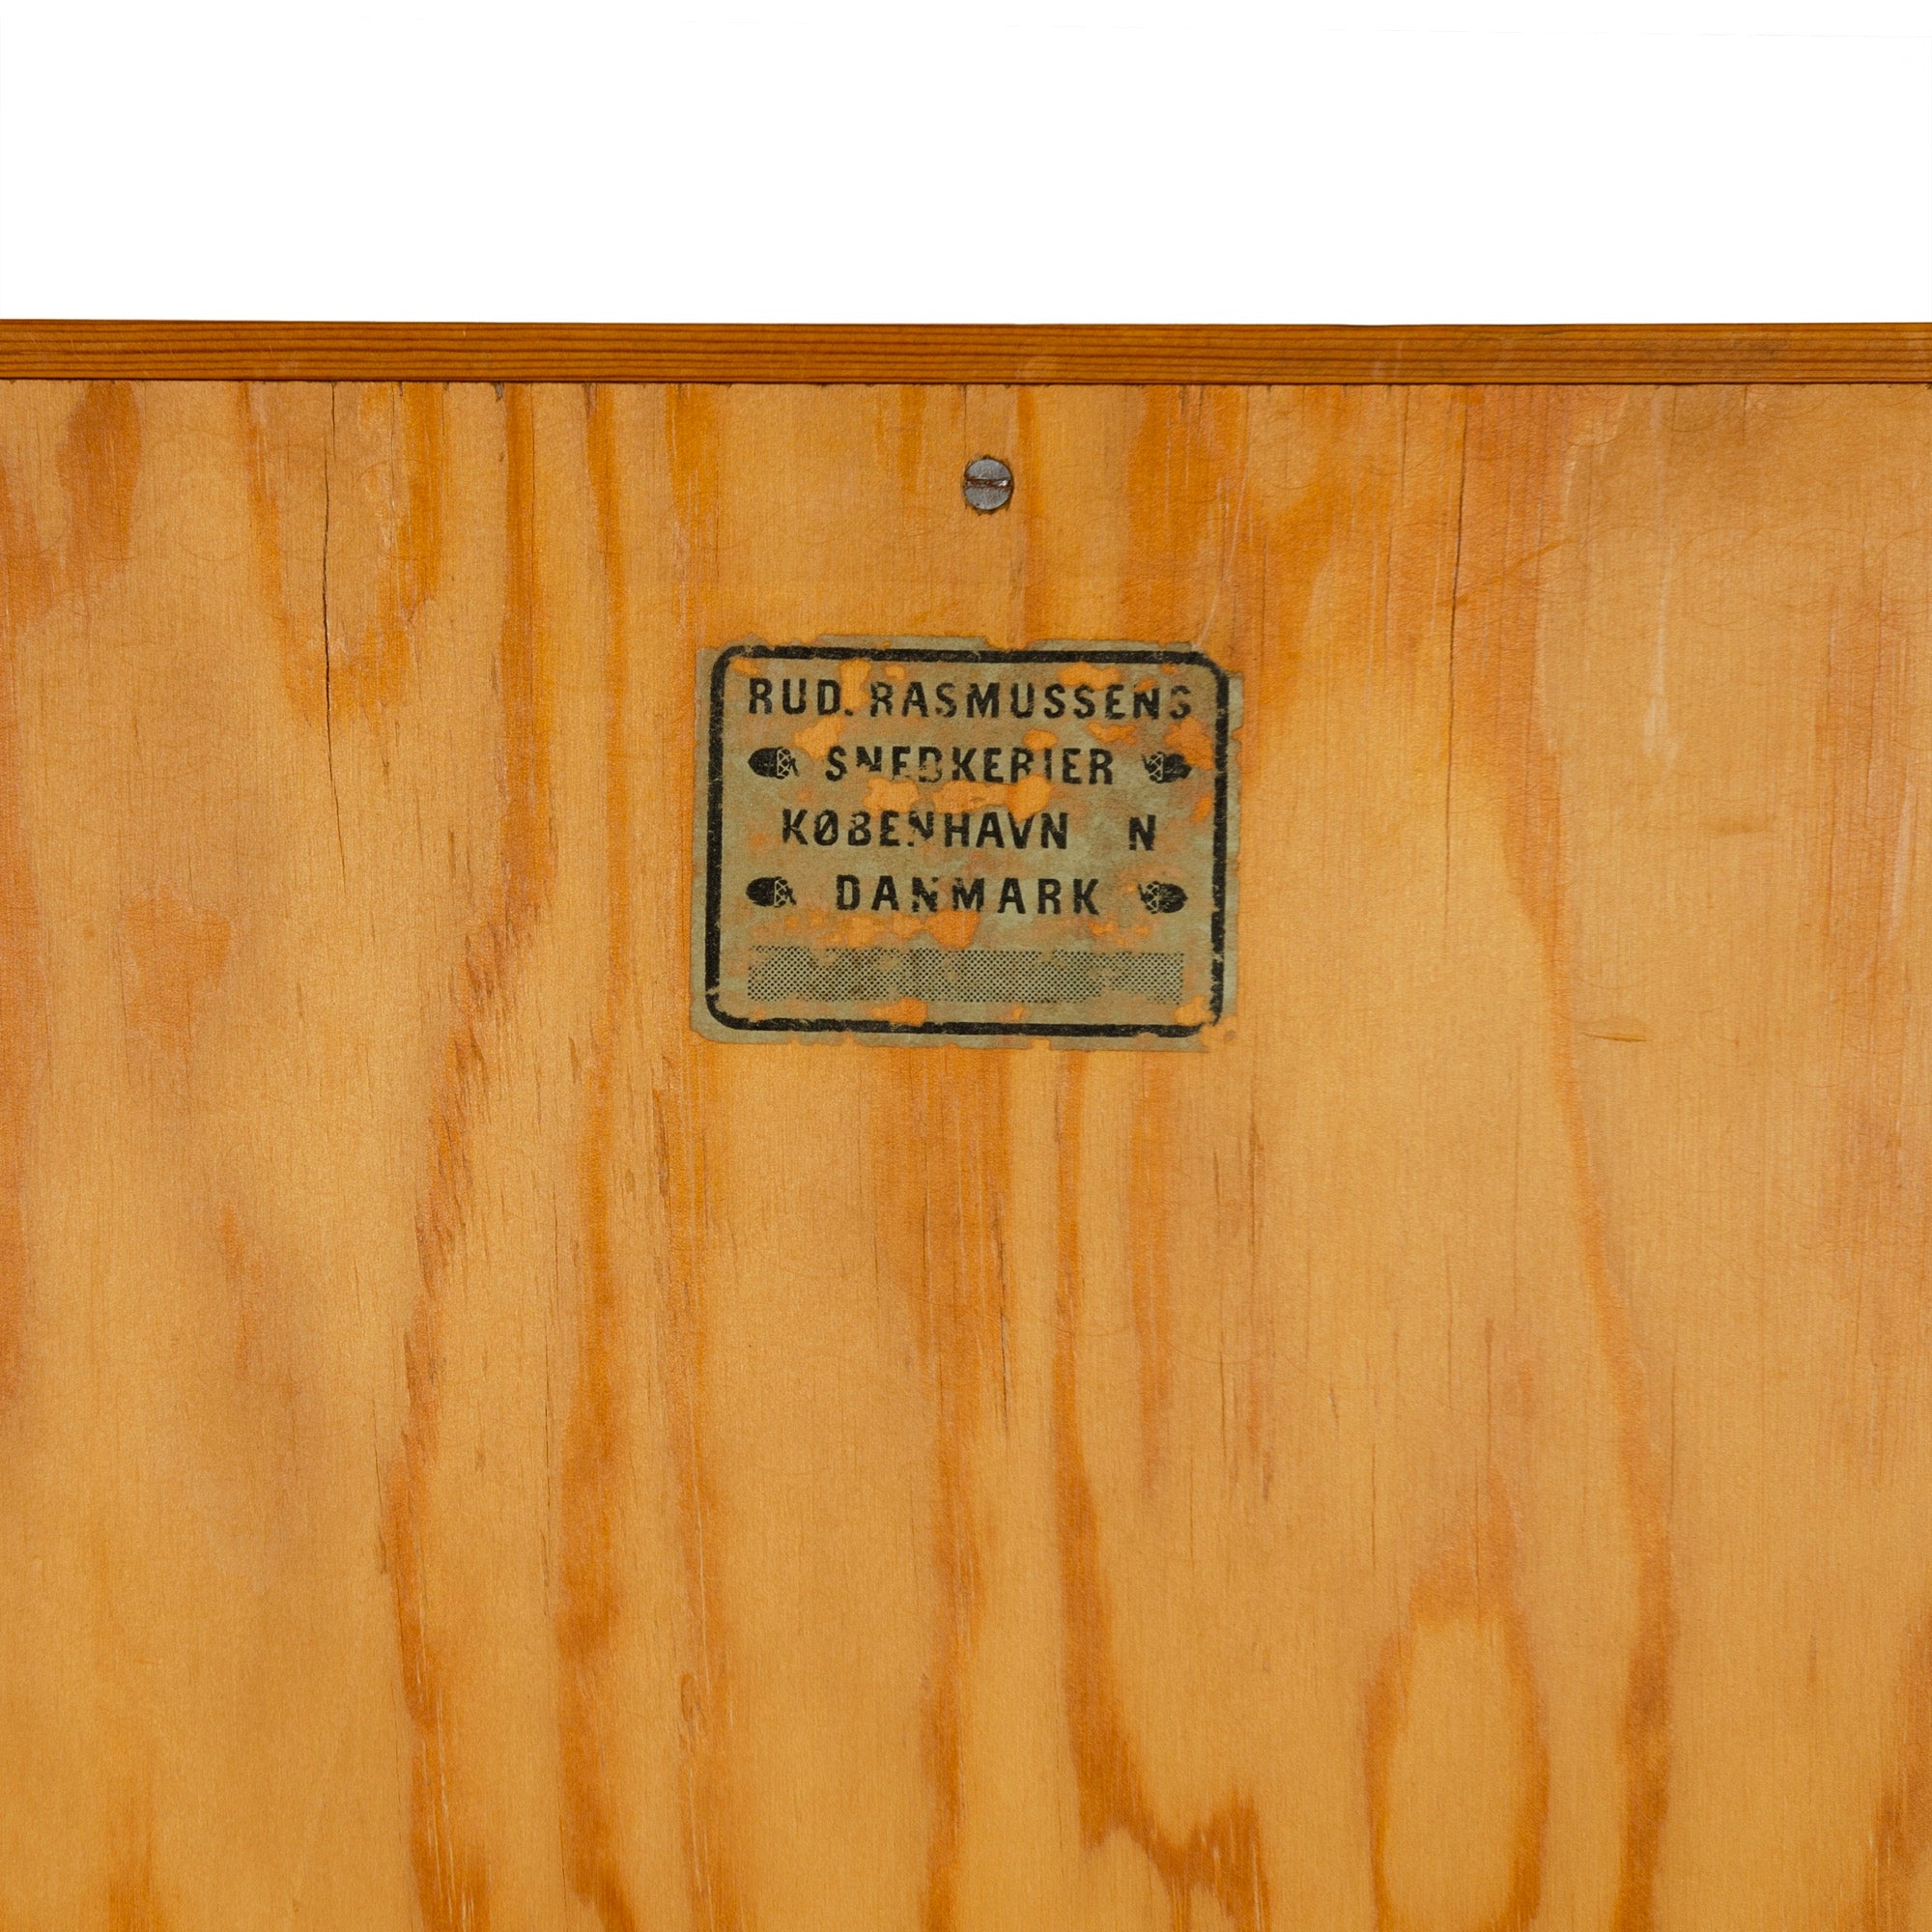 RUD. RASMUSSENS
SNEDKERIER
KØBENHAVN N
DANMARK